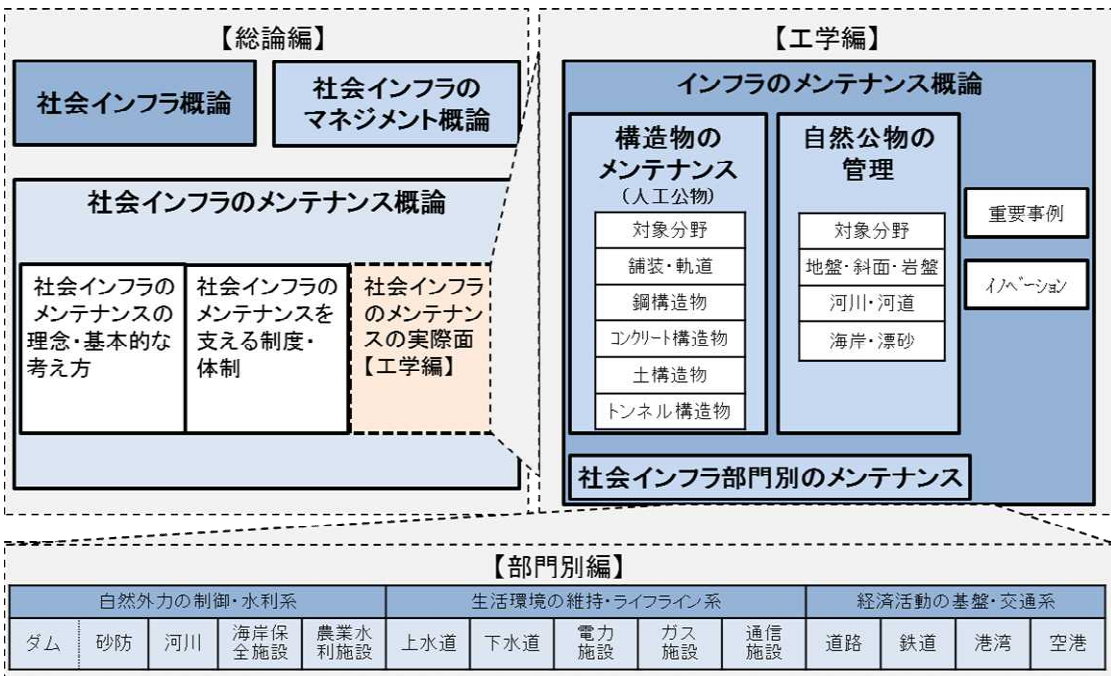 【総論編】
社会インフラ概論
社会インフラの
マネジメント概論
社会インフラのメンテナンス概論
社会インフラの
メンテナンスの
理念・基本的な
考え方
社会インフラの
メンテナンスを
支える制度・
体制
社会インフラ
のメンテナン
スの実際面
【工学編】
【工学編】
インフラのメンテナンス概論
構造物の
メンテナンス
(人工公物)
対象分野
舗装・軌道
鋼構造物
コンクリート構造物
土構造物
トンネル構造物
自然公物の
管理
対象分野
地盤・斜面・岩盤
河川・河道
海岸・漂砂
重要事例
イノベーション
社会インフラ部門別のメンテナンス
【部門別編】
自然外力の制御・水利系
生活環境の維持・ライフライン系
経済活動の基盤・交通系
ダム
砂防
河川
海岸保
全施設
農業水
利施設
上水道
下水道
電力
施設
ガス
施設
通信
施設
道路
鉄道
港湾
空港